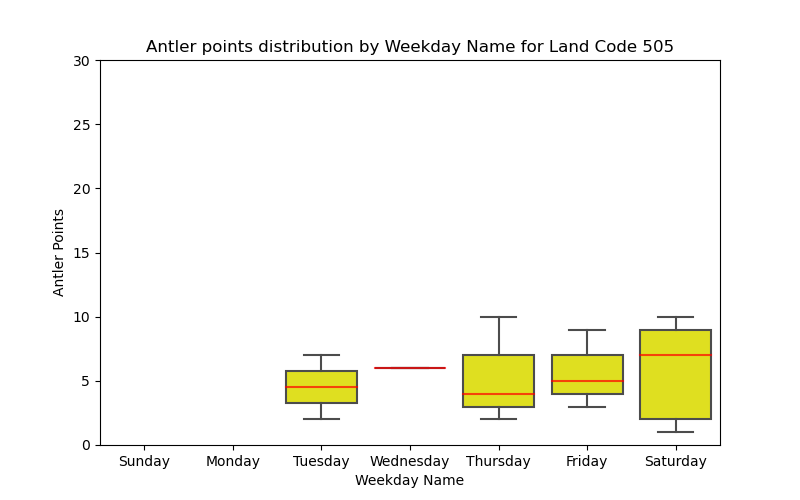 Antler points distribution by Weekday Name for Land Code 505
30
25
20
15
10
5
0
Antler Points
Sunday Monday Tuesday Wednesday Thursday Friday Saturday
Weekday Name